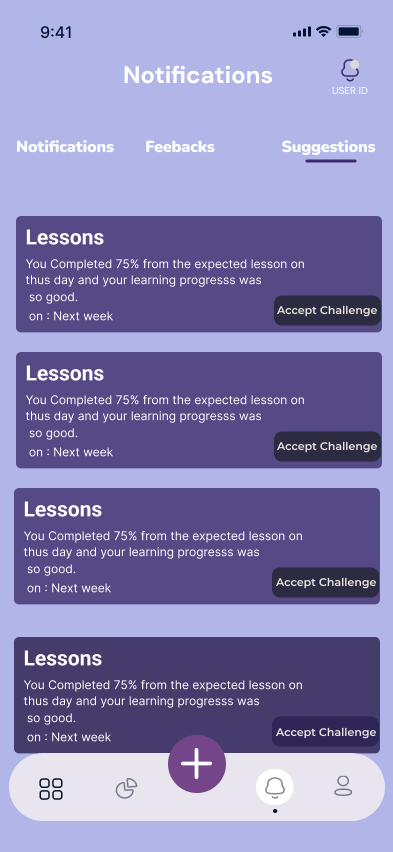 9:41
Notifications
USER ID
Notifications Feebacks Suggestions
Lessons
You Completed 75% from the expected lesson on
thus day and your learning progresss was
so good.
on : Next week
Accept Challenge
Lessons
You Completed 75% from the expected lesson on
thus day and your learning progresss was
so good.
on : Next week
Accept Challenge
Lessons
You Completed 75% from the expected lesson on
thus day and your learning progresss was
so good.
on : Next week
Accept Challenge
Lessons
You Completed 75% from the expected lesson on
thus day and your learning progresss was
so good.
on : Next week
Accept Challenge